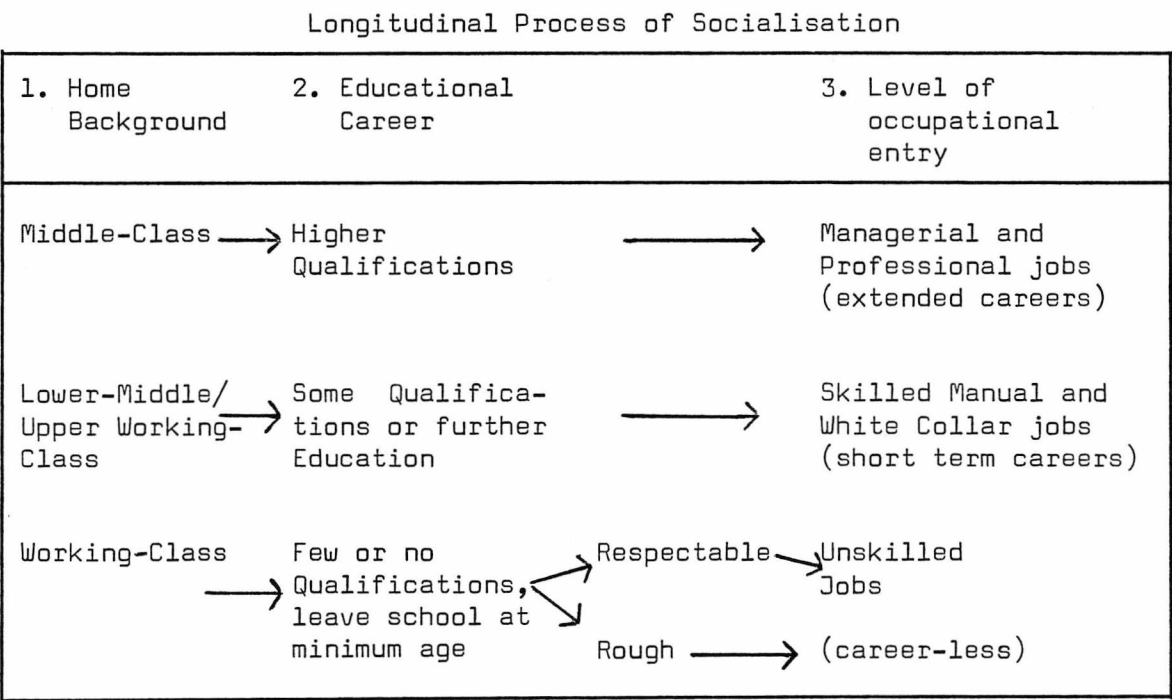 Longitudinal Process of Socialisation
1. Home Background
2. Educational Career
3. Level of occupational entry
Middle-Class
Higher
Qualifications
Managerial and
Professional jobs
(extended careers)
Lower-Middle/
Upper Working-
Class
Some Qualifica-
tions or further
Education
Skilled Manual and
White Collar jobs
(short term careers)
Working-Class
Few or no
Qualifications,
leave school at
minimum age
Respectable
Unskilled
Jobs
Rough
(career-less)